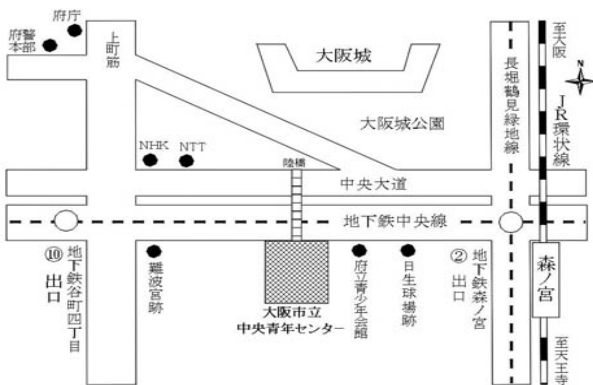 府庁
府警
本部
上町筋
大阪城
大阪城公園
長堀鶴見緑地線
至大阪
N
JR環状線
NHK
NTT
陸橋
中央大道
地下鉄中央線
⑩
出口
地下鉄谷町四丁目
難波宮跡
大阪市立
中央青年センター
府立青少年会館
日生球場跡
②
出口
地下鉄森ノ宮
森ノ宮
至天王寺